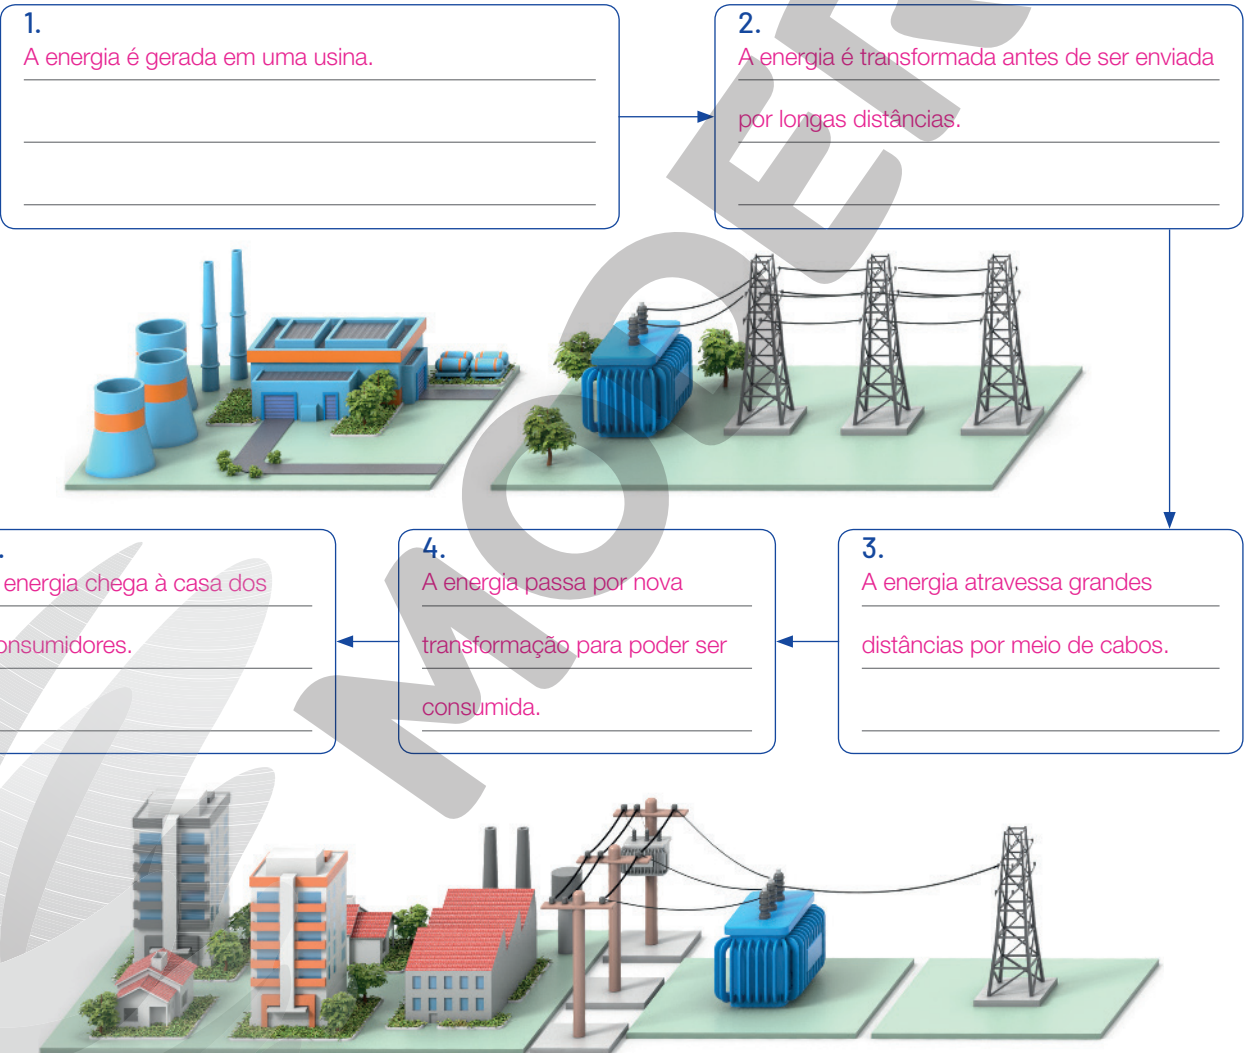 1.
A energia é gerada em uma usina.
2.
A energia é transformada antes de ser enviada
por longas distâncias.
3.
A energia atravessa grandes
distâncias por meio de cabos.
4.
A energia passa por nova
transformação para poder ser
consumida.
energia chega à casa dos
onsumidores.
MODER